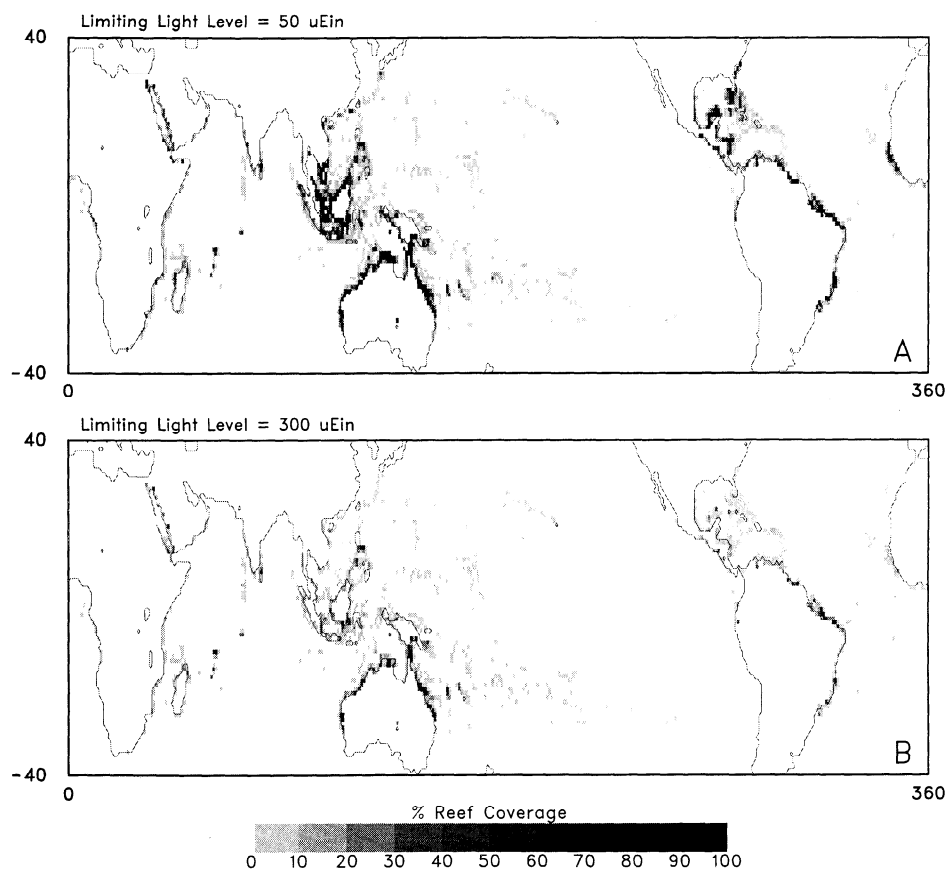 Limiting Light Level = 50 uEin
40
A
-40
0
360
Limiting Light Level = 300 uEin
40
B
-40
0
360
% Reef Coverage
0 10 20 30 40 50 60 70 80 90 100